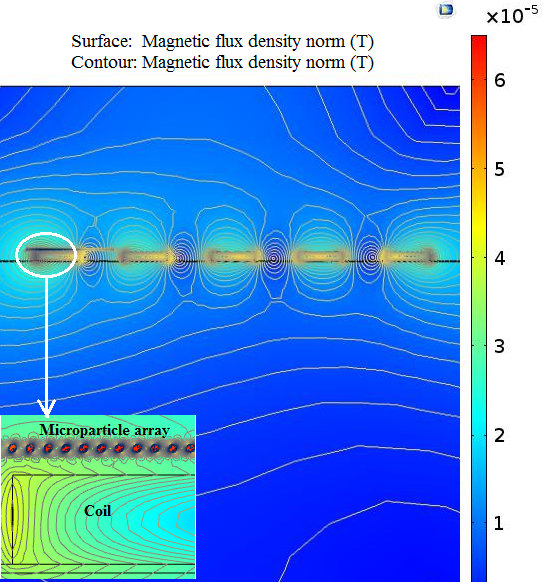 ×10⁻⁵
Surface: Magnetic flux density norm (T)
Contour: Magnetic flux density norm (T)
6
5
4
3
2
1
Microparticle array
Coil